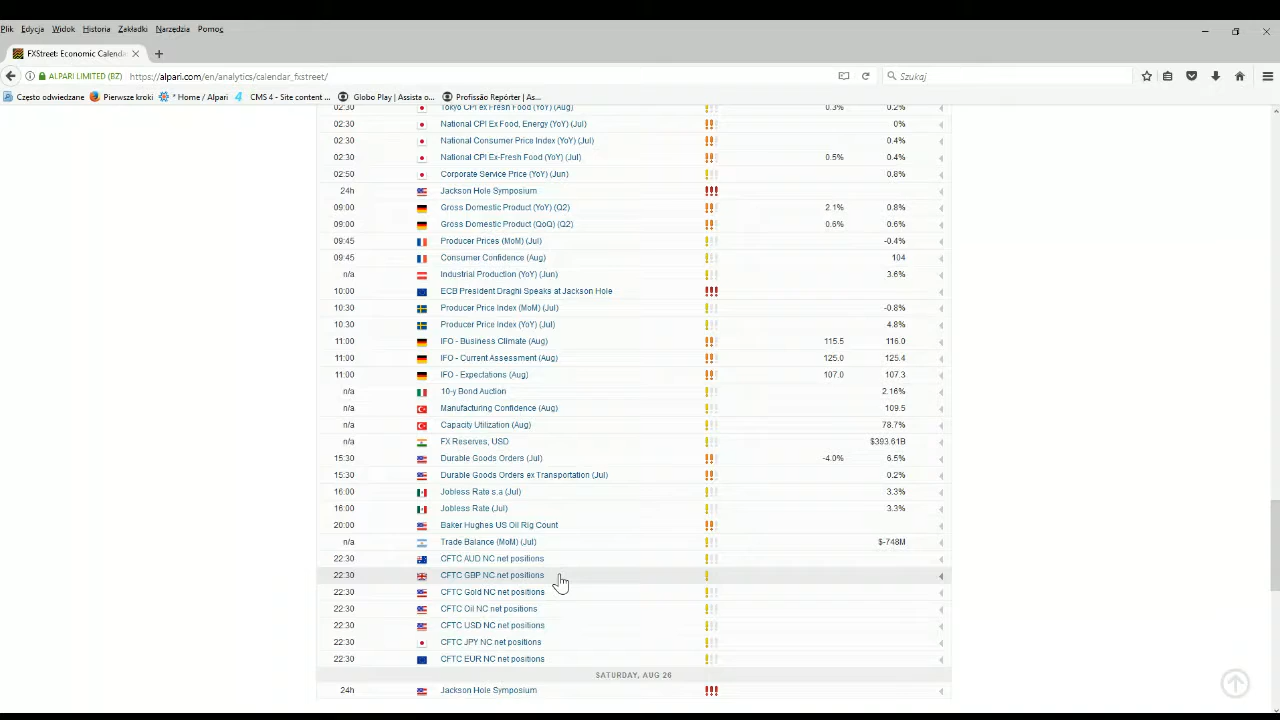 Plik Edycja Widok Historia Zakładki Narzędzia Pomoc
FXStreet: Economic Calenda
ALPARI LIMITED (BZ) https://alpari.com/en/analytics/calendar_fxstreet/ Szukaj
Często odwiedzane Pierwsze kroki * Home / Alpari CMS 4 - Site content ... Globo Play | Assista o... Profissão Repórter | As...
02:30 Tokyo CPI ex Fresh Food (YoY) (Aug) 0.3% 0.2%
02:30 National CPI Ex Food, Energy (YoY) (Jul) 0%
02:30 National Consumer Price Index (YoY) (Jul) 0.4%
02:30 National CPI Ex-Fresh Food (YoY) (Jul) 0.5% 0.4%
02:50 Corporate Service Price (YoY) (Jun) 0.8%
24h Jackson Hole Symposium
09:00 Gross Domestic Product (YoY) (Q2) 2.1% 0.8%
09:00 Gross Domestic Product (QoQ) (Q2) 0.6% 0.6%
09:45 Producer Prices (MoM) (Jul) -0.4%
09:45 Consumer Confidence (Aug) 104
n/a Industrial Production (YoY) (Jun) 3.6%
10:00 ECB President Draghi Speaks at Jackson Hole
10:30 Producer Price Index (MoM) (Jul) -0.8%
10:30 Producer Price Index (YoY) (Jul) 4.8%
11:00 IFO - Business Climate (Aug) 115.5 116.0
11:00 IFO - Current Assessment (Aug) 125.0 125.4
11:00 IFO - Expectations (Aug) 107.0 107.3
n/a 10-y Bond Auction 2.16%
n/a Manufacturing Confidence (Aug) 109.5
n/a Capacity Utilization (Aug) 78.7%
n/a FX Reserves, USD $393.61B
15:30 Durable Goods Orders (Jul) -4.0% 6.5%
15:30 Durable Goods Orders ex Transportation (Jul) 0.2%
16:00 Jobless Rate s.a (Jul) 3.3%
16:00 Jobless Rate (Jul) 3.3%
20:00 Baker Hughes US Oil Rig Count
n/a Trade Balance (MoM) (Jul) $-748M
22:30 CFTC AUD NC net positions
22:30 CFTC GBP NC net positions
22:30 CFTC Gold NC net positions
22:30 CFTC Oil NC net positions
22:30 CFTC USD NC net positions
22:30 CFTC JPY NC net positions
22:30 CFTC EUR NC net positions
SATURDAY, AUG 26
24h Jackson Hole Symposium